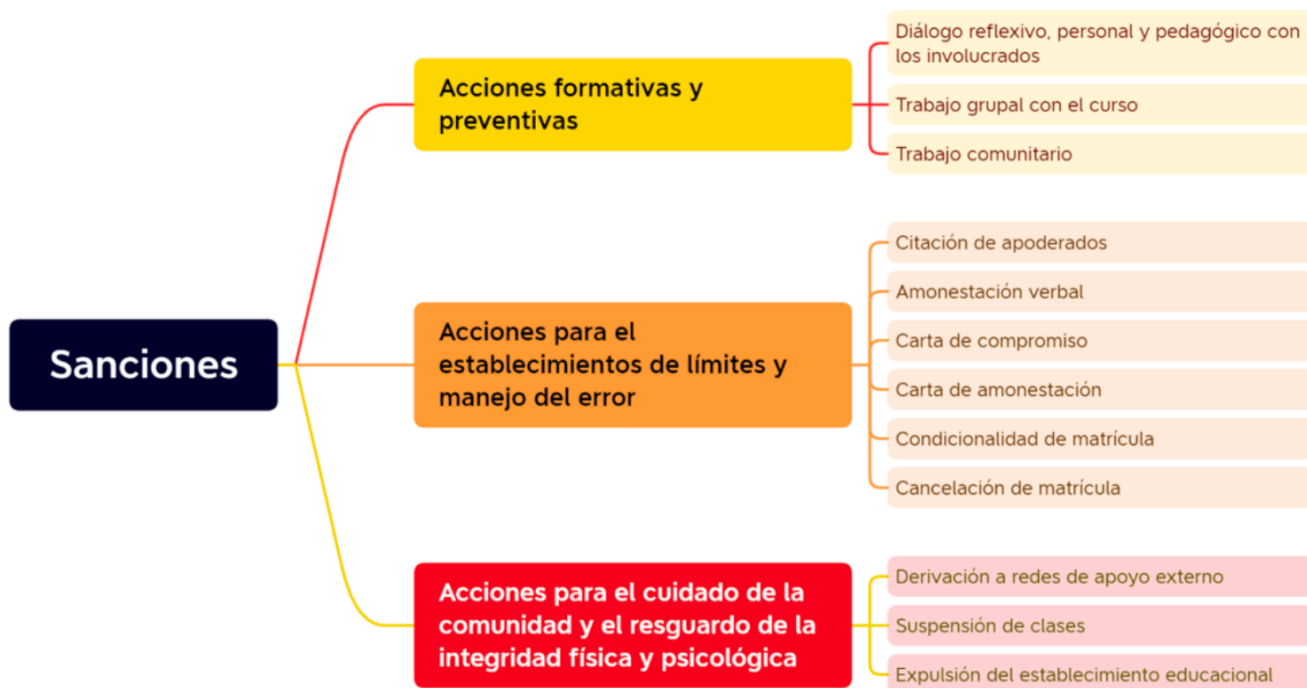 Sanciones
Acciones formativas y
preventivas
Diálogo reflexivo, personal y pedagógico con
los involucrados
Trabajo grupal con el curso
Trabajo comunitario
Acciones para el
establecimientos de límites y
manejo del error
Citación de apoderados
Amonestación verbal
Carta de compromiso
Carta de amonestación
Condicionalidad de matrícula
Cancelación de matrícula
Acciones para el cuidado de la
comunidad y el resguardo de la
integridad física y psicológica
Derivación a redes de apoyo externo
Suspensión de clases
Expulsión del establecimiento educacional